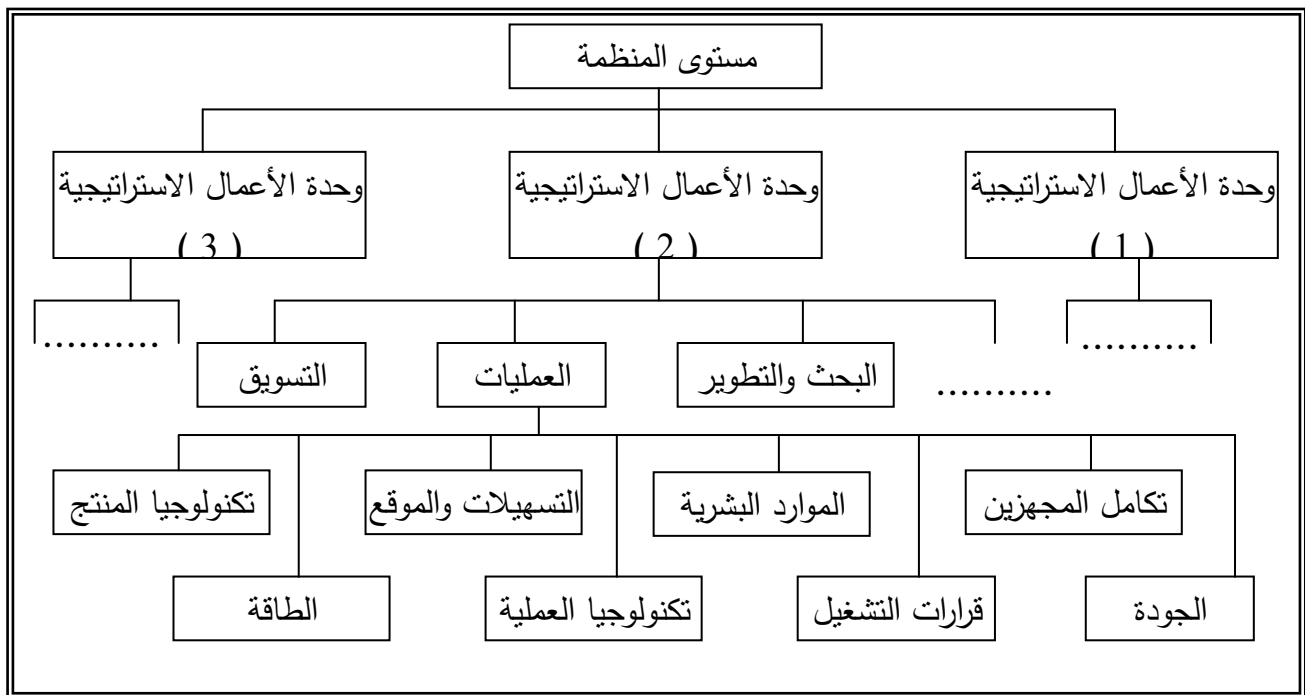 مستوى المنظمة
وحدة الأعمال الاستراتيجية
( 1 )
وحدة الأعمال الاستراتيجية
( 2 )
وحدة الأعمال الاستراتيجية
( 3 )
..........
..........
البحث والتطوير
العمليات
التسويق
..........
تكامل المجهزين
الموارد البشرية
التسهيلات والموقع
تكنولوجيا المنتج
الجودة
قرارات التشغيل
تكنولوجيا العملية
الطاقة